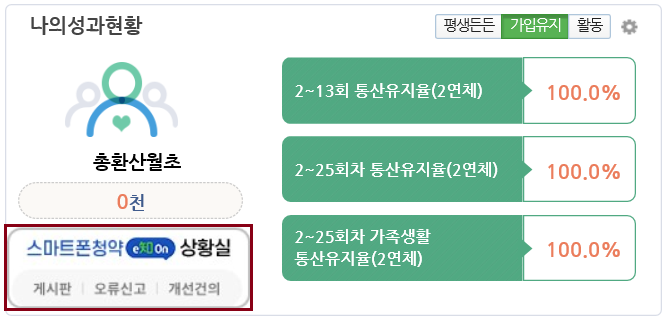 나의성과현황
평생든든 가입유지 활동
총환산월초
0천
스마트폰청약 e知On 상황실
게시판 | 오류신고 | 개선건의
2~13회 통산유지율(2연체) 100.0%
2~25회차 통산유지율(2연체) 100.0%
2~25회차 가족생활
통산유지율(2연체) 100.0%